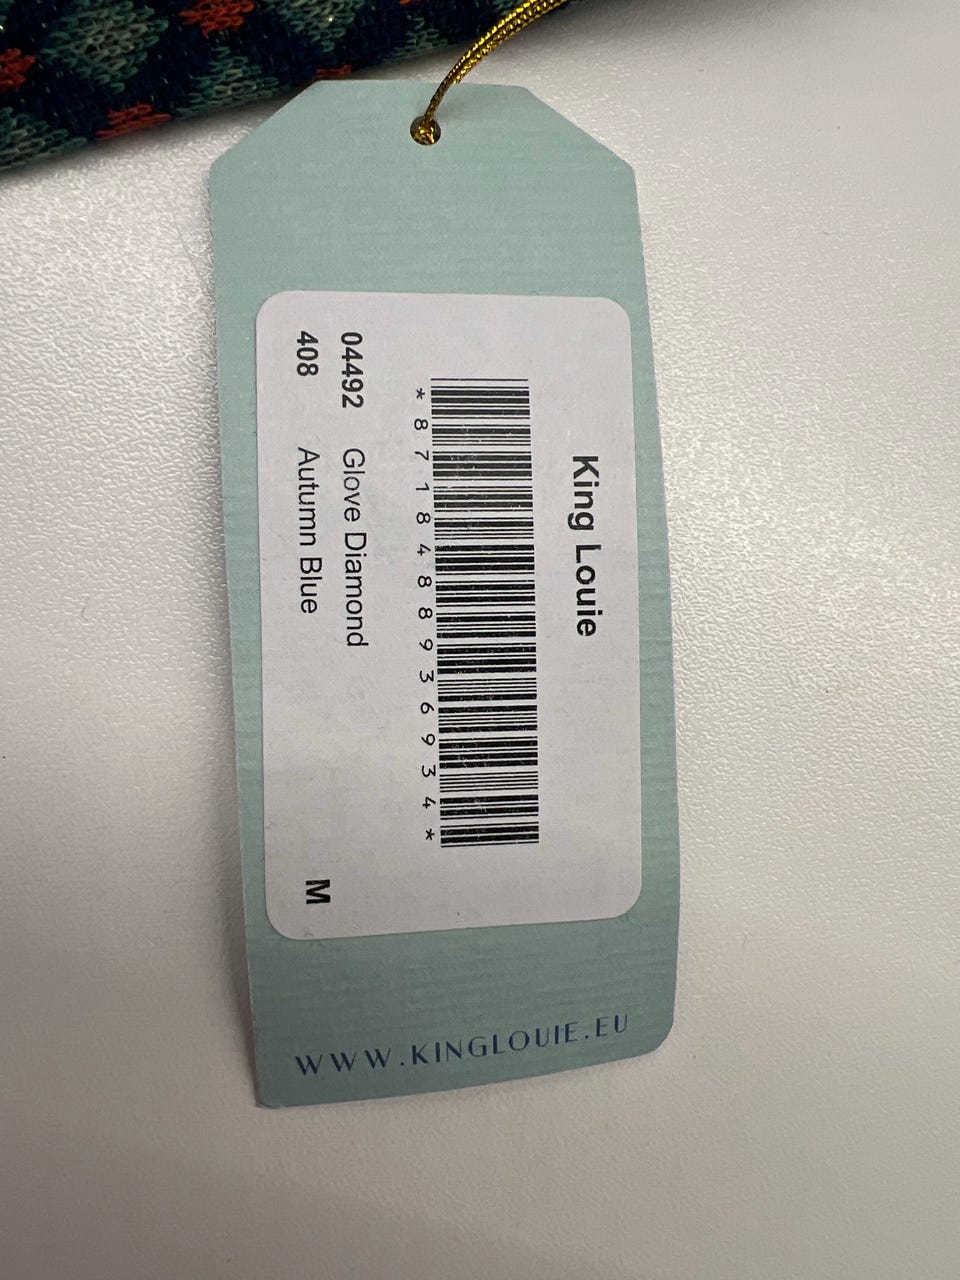 King Louie
*8718488936934*
04492 Glove Diamond
408 Autumn Blue M
WWW.KINGLOUIE.EU